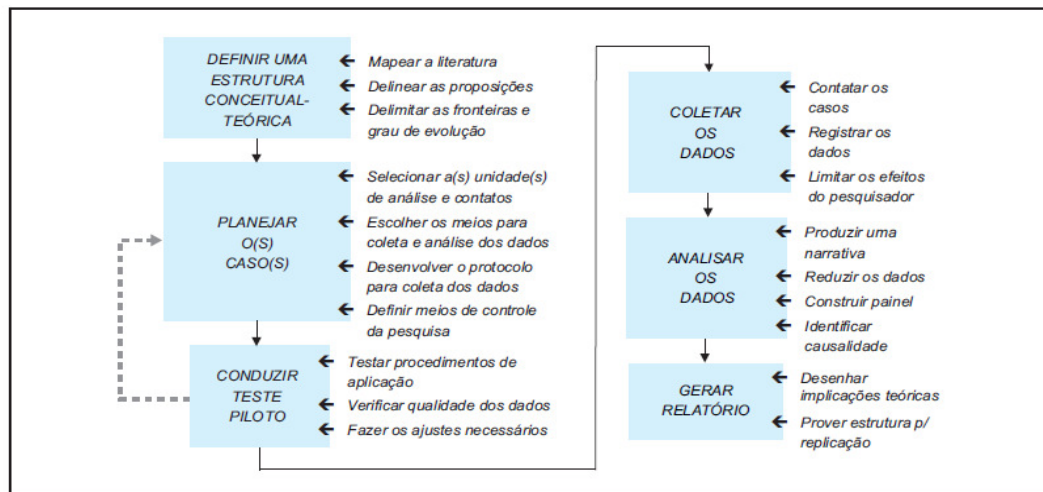 DEFINIR UMA
ESTRUTURA
CONCEITUAL-
TEÓRICA
Mapear a literatura
Delinear as proposições
Delimitar as fronteiras e
grau de evolução
PLANEJAR
O(S)
CASO(S)
Selecionar a(s) unidade(s)
de análise e contatos
Escolher os meios para
coleta e análise dos dados
Desenvolver o protocolo
para coleta dos dados
Definir meios de controle
da pesquisa
CONDUZIR
TESTE
PILOTO
Testar procedimentos de
aplicação
Verificar qualidade dos dados
Fazer os ajustes necessários
COLETAR
OS
DADOS
Contatar os
casos
Registrar os
dados
Limitar os efeitos
do pesquisador
ANALISAR
OS
DADOS
Produzir uma
narrativa
Reduzir os dados
Construir painel
Identificar
causalidade
GERAR
RELATÓRIO
Desenhar
implicações teóricas
Prover estrutura p/
replicação